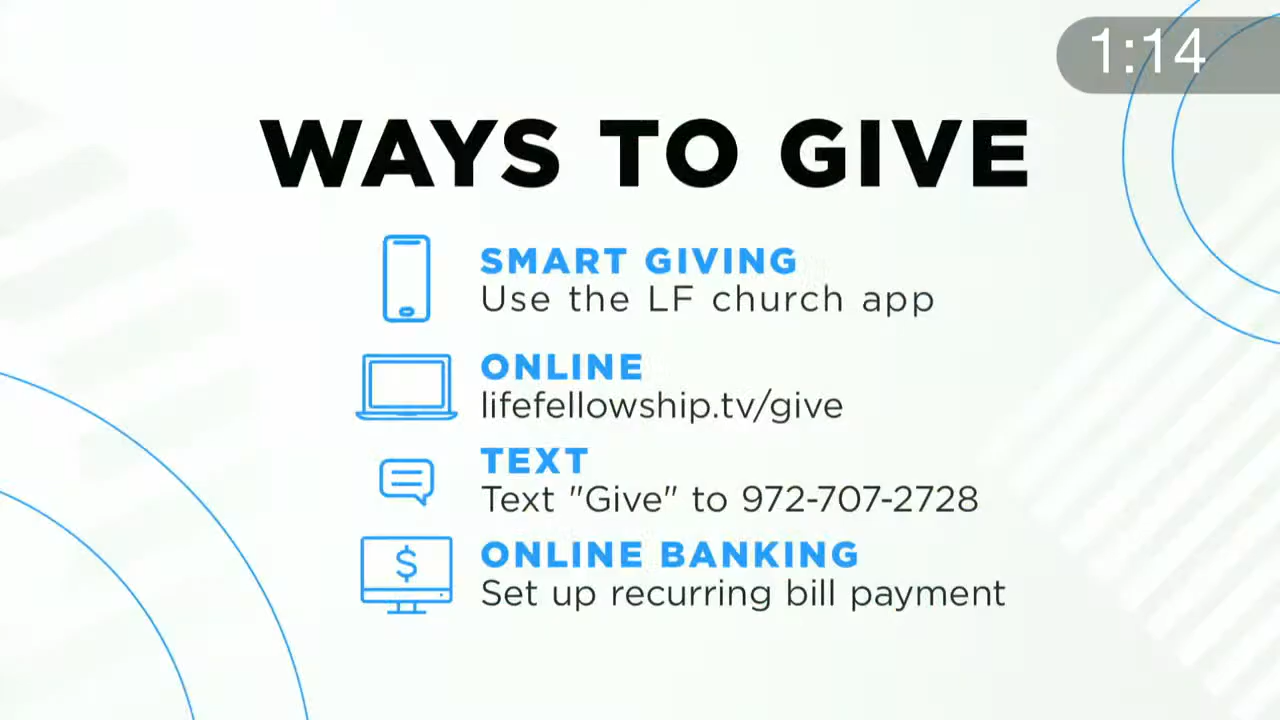 1:14
WAYS TO GIVE
SMART GIVING
Use the LF church app
ONLINE
lifefellowship.tv/give
TEXT
Text "Give" to 972-707-2728
$
ONLINE BANKING
Set up recurring bill payment